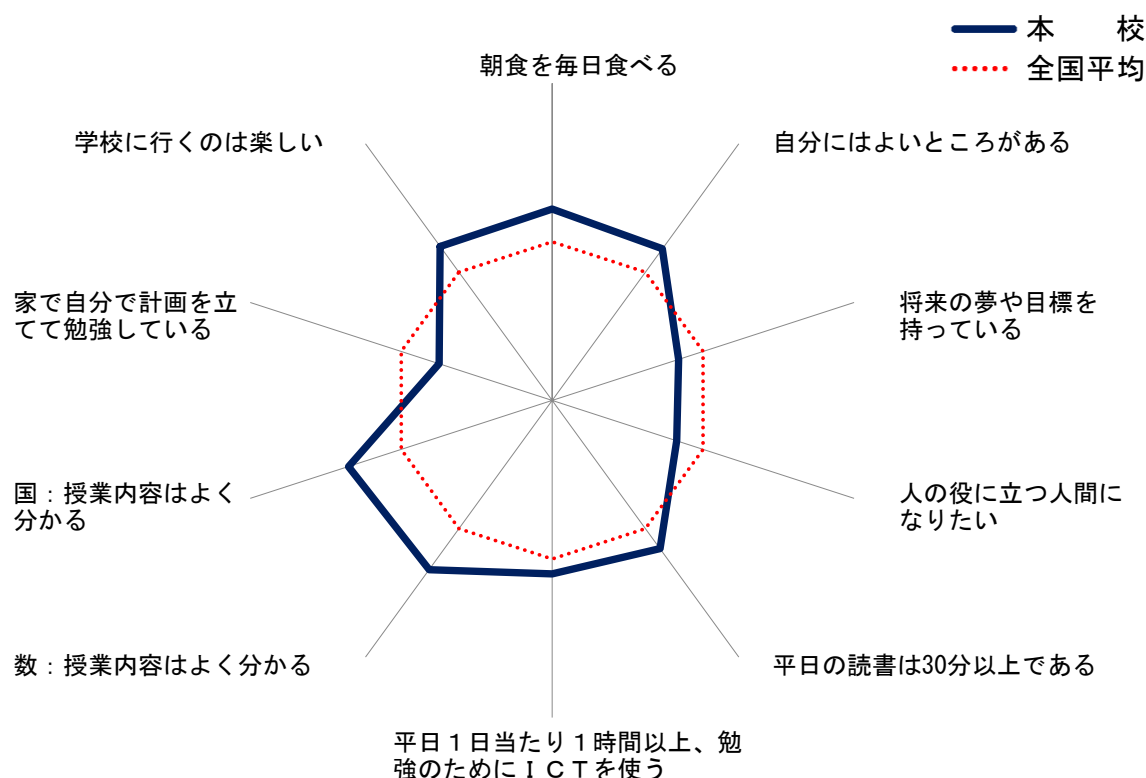 本　　校
全国平均
朝食を毎日食べる
学校に行くのは楽しい
自分にはよいところがある
家で自分で計画を立
てて勉強している
将来の夢や目標を
持っている
国：授業内容はよく
分かる
人の役に立つ人間に
なりたい
数：授業内容はよく分かる
平日の読書は30分以上である
平日１日当たり１時間以上、勉
強のためにＩＣＴを使う